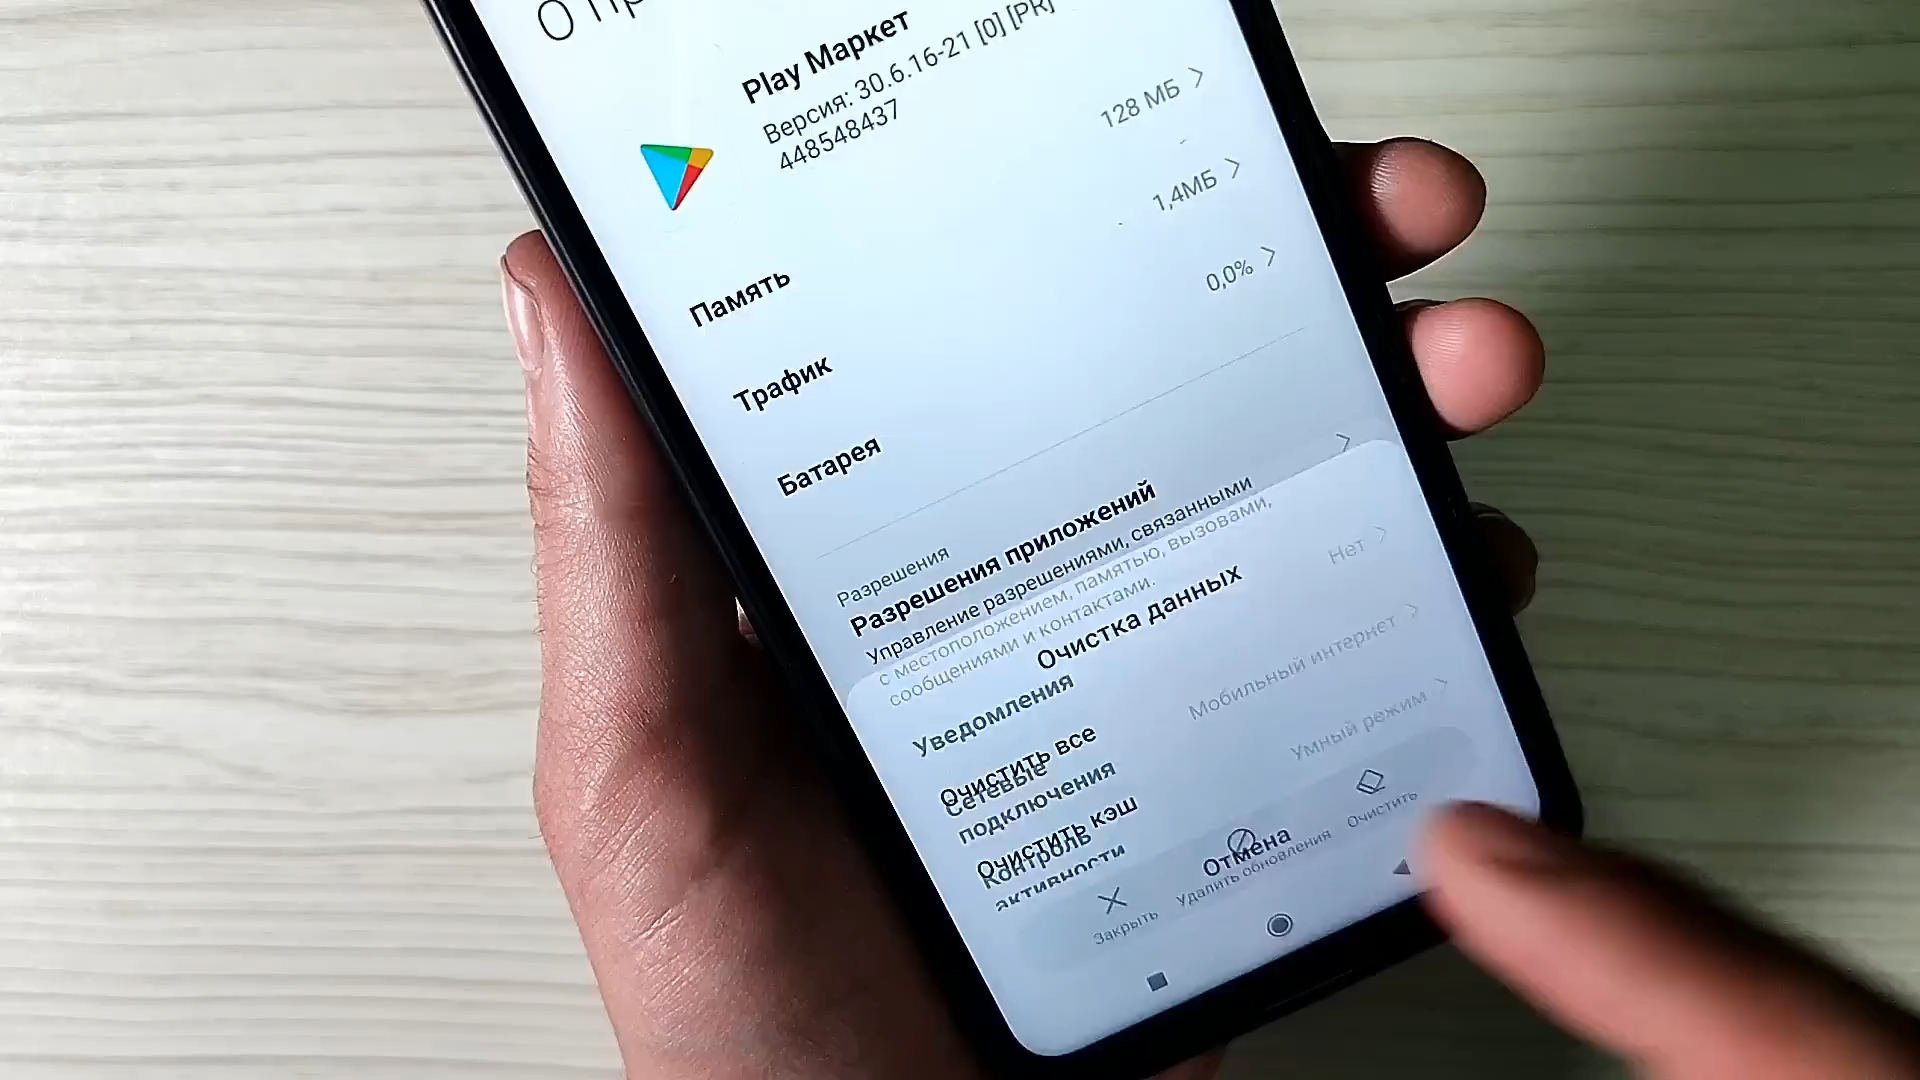 О пр
Play Маркет
Версия: 30.6.16-21 [0] [PR]
448548437
Память
128 МБ
Трафик
1,4МБ
Батарея
0,0%
Разрешения
Разрешения приложений
Управление разрешениями, связанными
с местоположением, памятью, вызовами,
сообщениями и контактами.
Очистка данных
Уведомления
Нет
Очистить все
Сетевые
подключения
Мобильный интернет
Очистить кэш
Контроль
активности
Умный режим
Отмена
Закрыть
Удалить обновления
Очистить